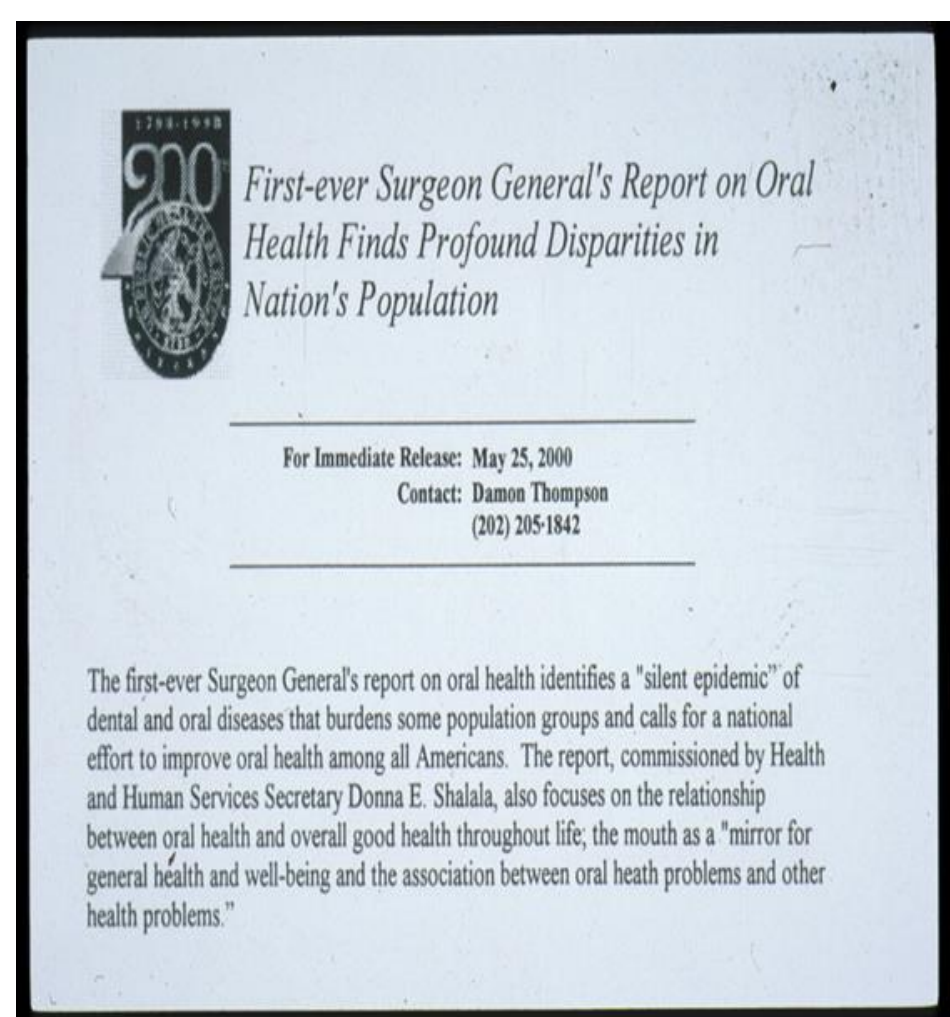 1798-1998
200
First-ever Surgeon General's Report on Oral
Health Finds Profound Disparities in
Nation's Population
For Immediate Release: May 25, 2000
Contact: Damon Thompson
(202) 205-1842
The first-ever Surgeon General's report on oral health identifies a "silent epidemic" of
dental and oral diseases that burdens some population groups and calls for a national
effort to improve oral health among all Americans. The report, commissioned by Health
and Human Services Secretary Donna E. Shalala, also focuses on the relationship
between oral health and overall good health throughout life; the mouth as a "mirror for
general health and well-being and the association between oral heath problems and other
health problems."